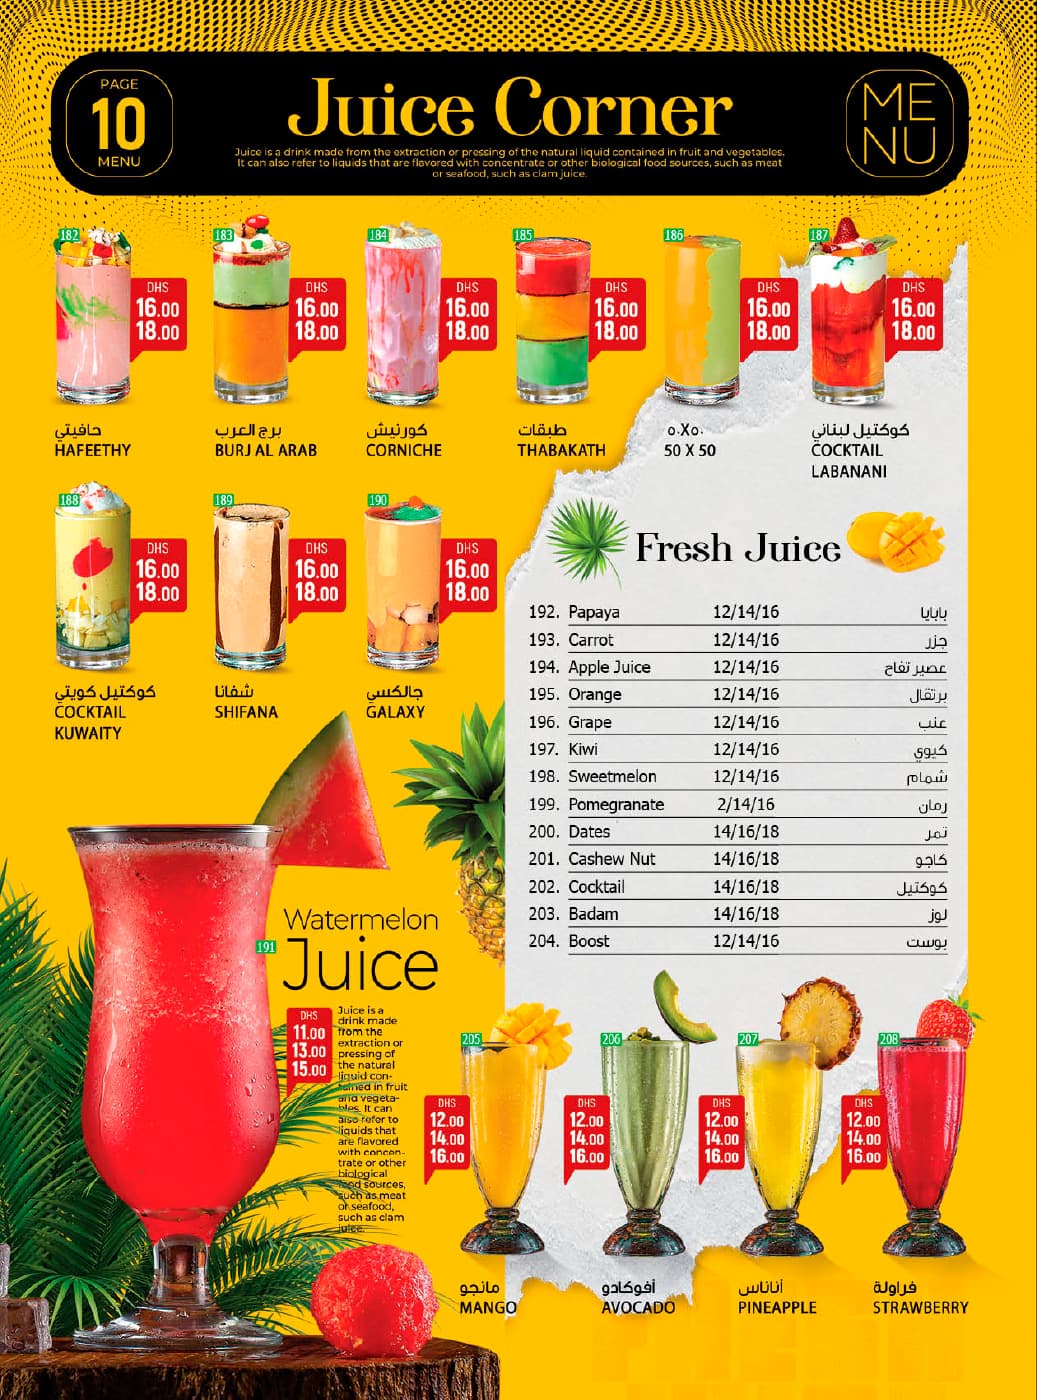 PAGE
10
MENU
Juice Corner
Juice is a drink made from the extraction or pressing of the natural liquid contained in fruit and vegetables.
It can also refer to liquids that are flavored with concentrate or other biological food sources, such as meat
or seafood, such as clam juice.
ME
NU
182
DHS
16.00
18.00
حافيتي
HAFEETHY
183
DHS
16.00
18.00
برج العرب
BURJ AL ARAB
184
DHS
16.00
18.00
كورنيش
CORNICHE
185
DHS
16.00
18.00
طبقات
THABAKATH
186
DHS
16.00
18.00
٥٠X٥٠
50 X 50
187
DHS
16.00
18.00
كوكتيل لبناني
COCKTAIL
LABANANI
188
DHS
16.00
18.00
كوكتيل كويتي
COCKTAIL
KUWAITY
189
DHS
16.00
18.00
شفانا
SHIFANA
190
DHS
16.00
18.00
جالكسي
GALAXY
Fresh Juice
192. Papaya 12/14/16 بابايا
193. Carrot 12/14/16 جزر
194. Apple Juice 12/14/16 عصير تفاح
195. Orange 12/14/16 برتقال
196. Grape 12/14/16 عنب
197. Kiwi 12/14/16 كيوي
198. Sweetmelon 12/14/16 شمام
199. Pomegranate 2/14/16 رمان
200. Dates 14/16/18 تمر
201. Cashew Nut 14/16/18 كاجو
202. Cocktail 14/16/18 كوكتيل
203. Badam 14/16/18 لوز
204. Boost 12/14/16 بوست
Watermelon
191
Juice
DHS
11.00
13.00
15.00
Juice is a
drink made
from the
extraction or
pressing of
the natural
liquid con-
tained in fruit
and vegeta-
bles. It can
also refer to
liquids that
are flavored
with concen-
trate or other
biological
food sources,
such as meat
or seafood,
such as clam
juice.
205
DHS
12.00
14.00
16.00
مانجو
MANGO
206
DHS
12.00
14.00
16.00
أفوكادو
AVOCADO
207
DHS
12.00
14.00
16.00
أناناس
PINEAPPLE
208
DHS
12.00
14.00
16.00
فراولة
STRAWBERRY